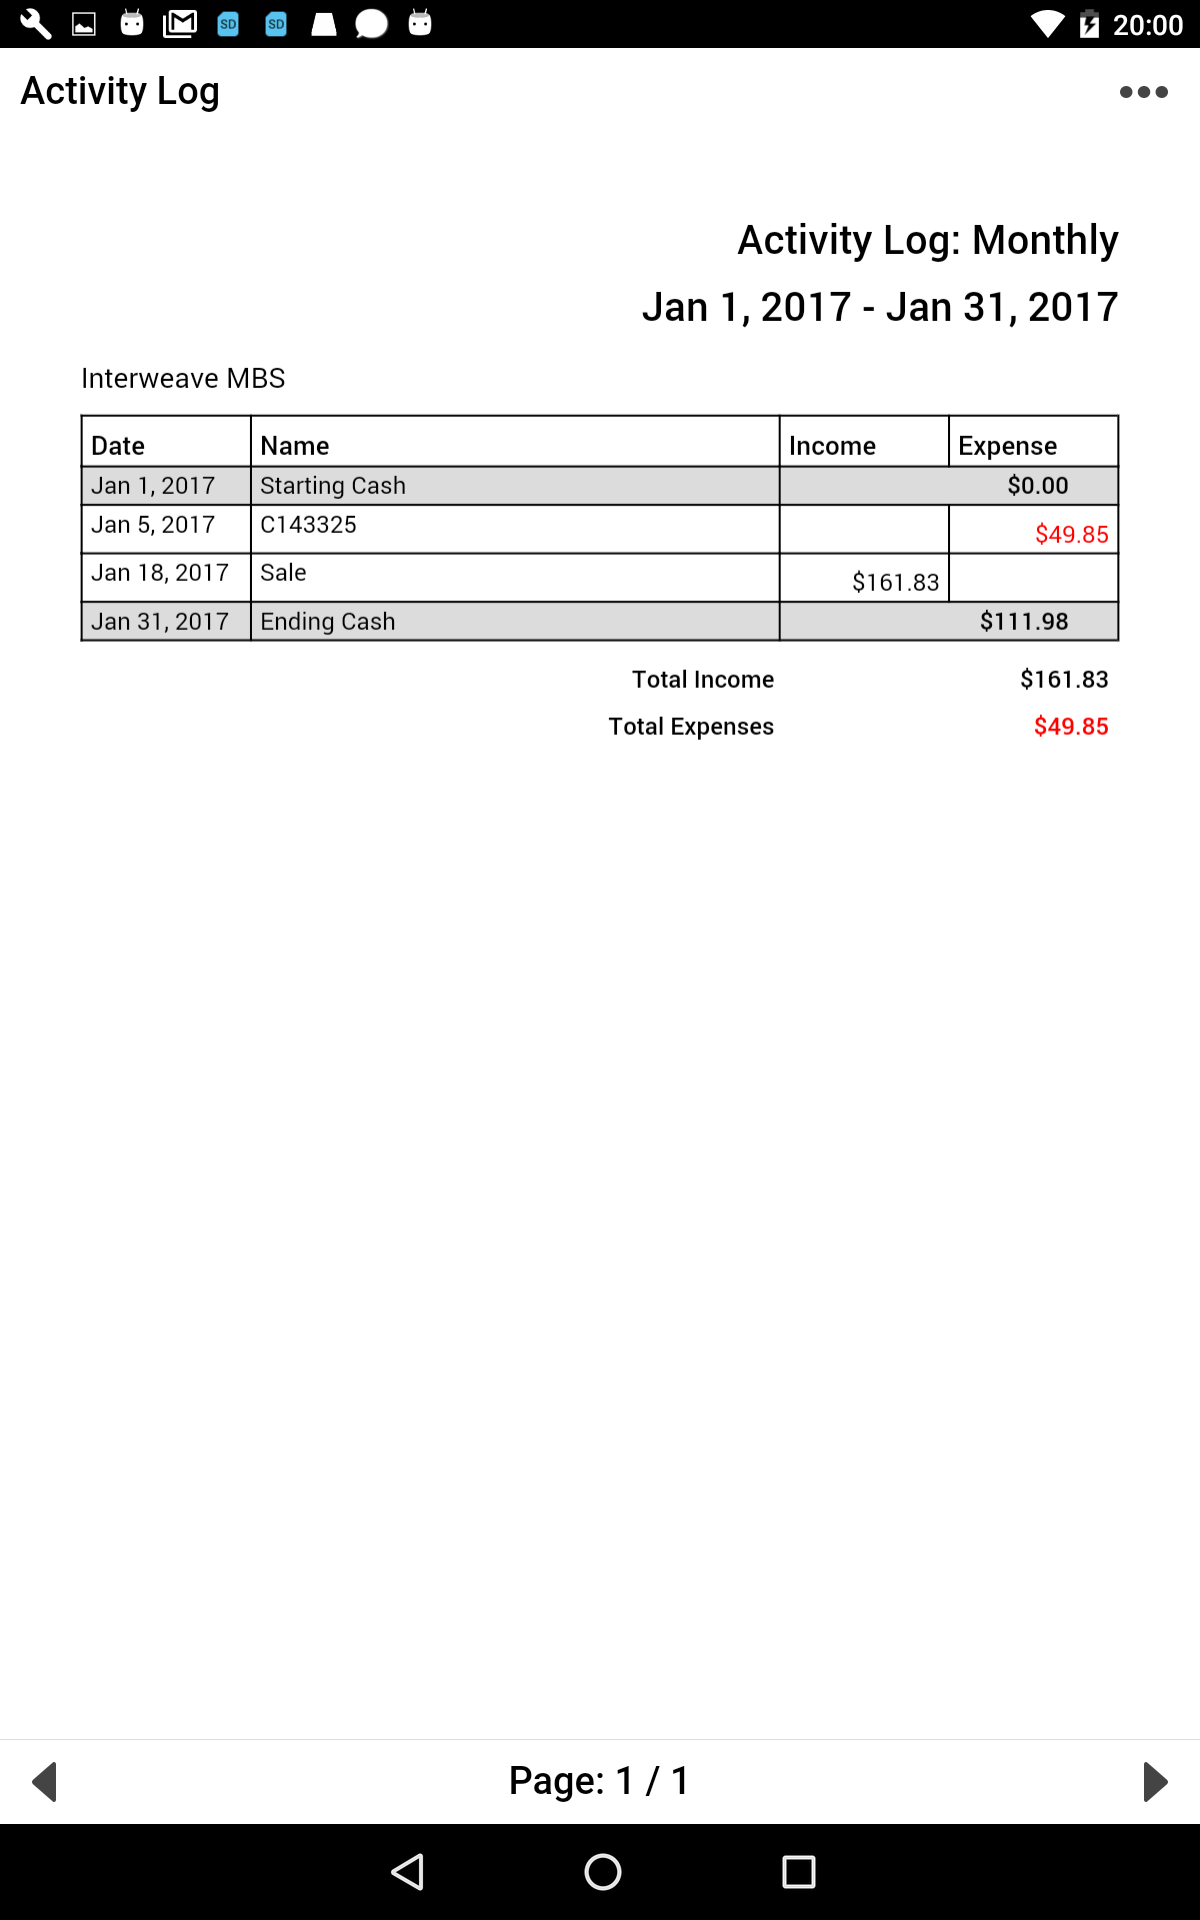 SD SD 20:00
Activity Log
Activity Log: Monthly
Jan 1, 2017 - Jan 31, 2017
Interweave MBS
Date Name Income Expense
Jan 1, 2017 Starting Cash $0.00
Jan 5, 2017 C143325 $49.85
Jan 18, 2017 Sale $161.83
Jan 31, 2017 Ending Cash $111.98
Total Income $161.83
Total Expenses $49.85
Page: 1 / 1